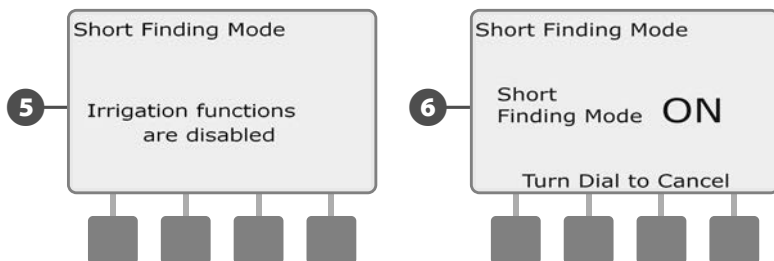 Short Finding Mode
5
Irrigation functions
are disabled
Short Finding Mode
6
Short
Finding Mode ON
Turn Dial to Cancel